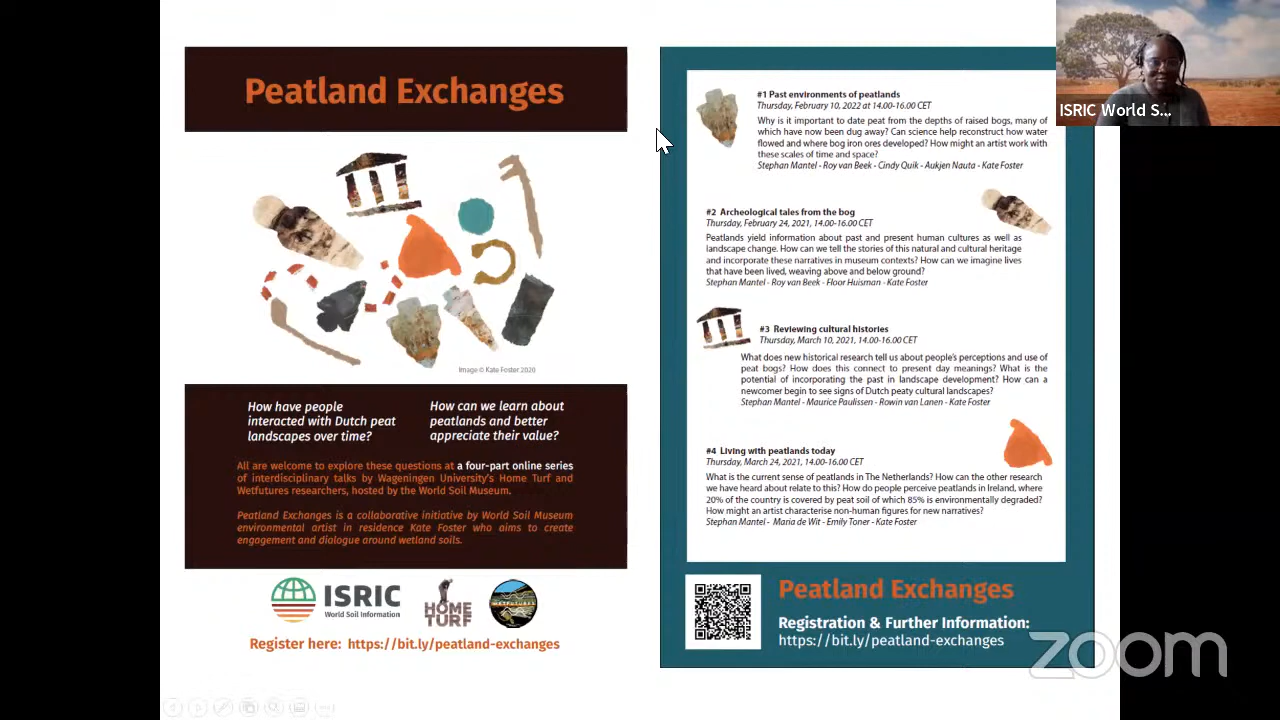 Peatland Exchanges
Image © Kate Foster 2020
How have people
interacted with Dutch peat
landscapes over time?
How can we learn about
peatlands and better
appreciate their value?
All are welcome to explore these questions at a four-part online series
of interdisciplinary talks by Wageningen University's Home Turf and
Wetfutures researchers, hosted by the World Soil Museum.
Peatland Exchanges is a collaborative initiative by World Soil Museum
environmental artist in residence Kate Foster who aims to create
engagement and dialogue around wetland soils.
ISRIC
World Soil Information
HOME
TURF
WETFUTURES
Register here: https://bit.ly/peatland-exchanges
#1 Past environments of peatlands
Thursday, February 10, 2022 at 14.00-16.00 CET
Why is it important to date peat from the depths of raised bogs, many of
which have now been dug away? Can science help reconstruct how water
flowed and where bog iron ores developed? How might an artist work with
these scales of time and space?
Stephan Mantel - Roy van Beek - Cindy Quik - Aukjen Nauta - Kate Foster
#2 Archeological tales from the bog
Thursday, February 24, 2021, 14.00-16.00 CET
Peatlands yield information about past and present human cultures as well as
landscape change. How can we tell the stories of this natural and cultural heritage
and incorporate these narratives in museum contexts? How can we imagine lives
that have been lived, weaving above and below ground?
Stephan Mantel - Roy van Beek - Floor Huisman - Kate Foster
#3 Reviewing cultural histories
Thursday, March 10, 2021, 14.00-16.00 CET
What does new historical research tell us about people's perceptions and use of
peat bogs? How does this connect to present day meanings? What is the
potential of incorporating the past in landscape development? How can a
newcomer begin to see signs of Dutch peaty cultural landscapes?
Stephan Mantel - Maurice Paulissen - Rowin van Lanen - Kate Foster
#4 Living with peatlands today
Thursday, March 24, 2021, 14.00-16.00 CET
What is the current sense of peatlands in The Netherlands? How can the other research
we have heard about relate to this? How do people perceive peatlands in Ireland, where
20% of the country is covered by peat soil of which 85% is environmentally degraded?
How might an artist characterise non-human figures for new narratives?
Stephan Mantel - Maria de Wit - Emily Toner - Kate Foster
Peatland Exchanges
Registration & Further Information:
https://bit.ly/peatland-exchanges
ISRIC World S...
zoom